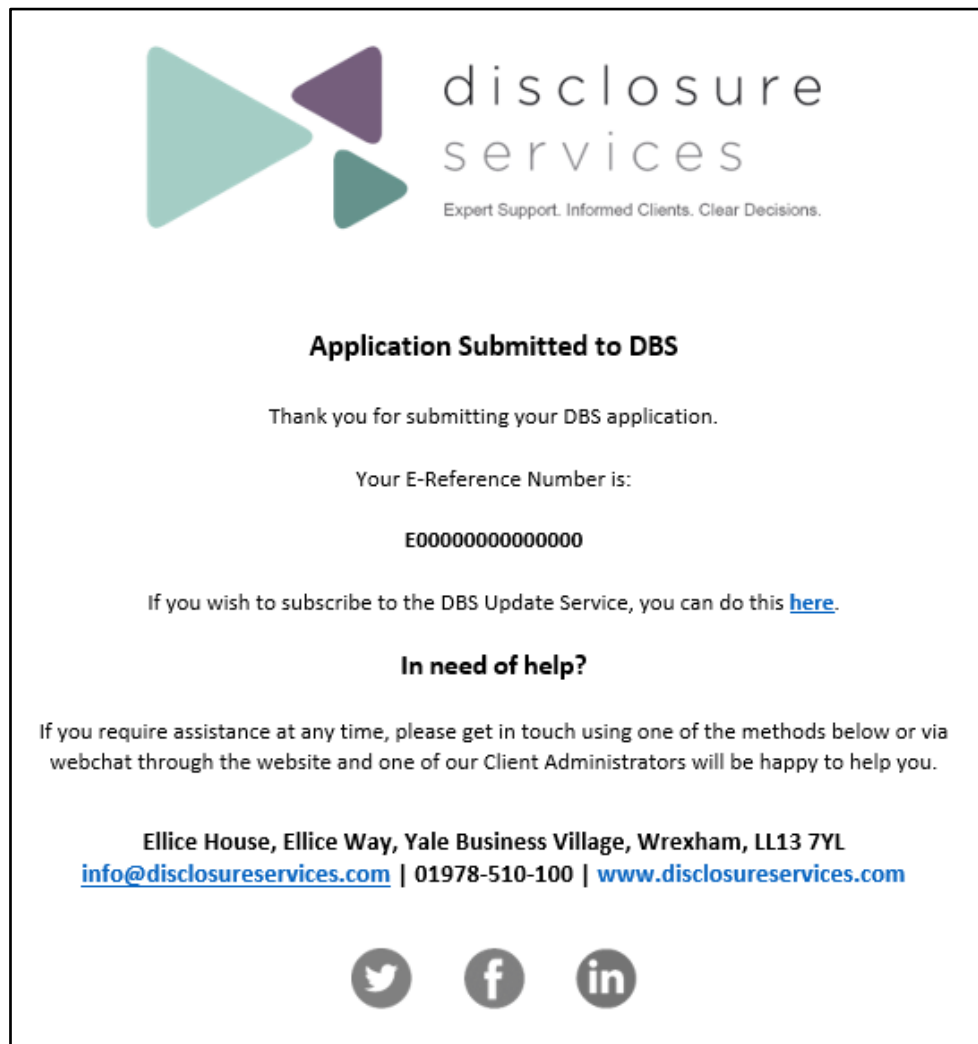 disclosure
services
Expert Support. Informed Clients. Clear Decisions.
Application Submitted to DBS
Thank you for submitting your DBS application.
Your E-Reference Number is:
E00000000000000
If you wish to subscribe to the DBS Update Service, you can do this here.
In need of help?
If you require assistance at any time, please get in touch using one of the methods below or via
webchat through the website and one of our Client Administrators will be happy to help you.
Ellice House, Ellice Way, Yale Business Village, Wrexham, LL13 7YL
info@disclosureservices.com | 01978-510-100 | www.disclosureservices.com
f in